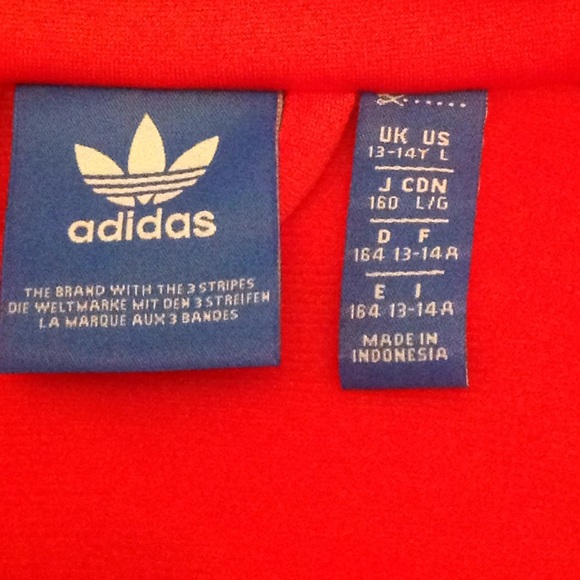 adidas
THE BRAND WITH THE 3 STRIPES
DIE WELTMARKE MIT DEN 3 STREIFEN
LA MARQUE AUX 3 BANDES
UK US
13-14Y L
J CDN
160 L/G
D F
164 13-14A
E I
164 13-14A
MADE IN
INDONESIA